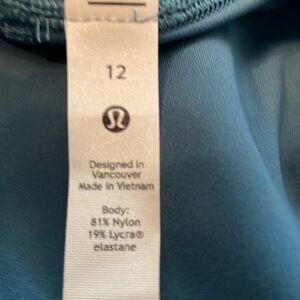 12
Designed in
Vancouver
Made in Vietnam
Body:
81% Nylon
19% Lycra®
elastane